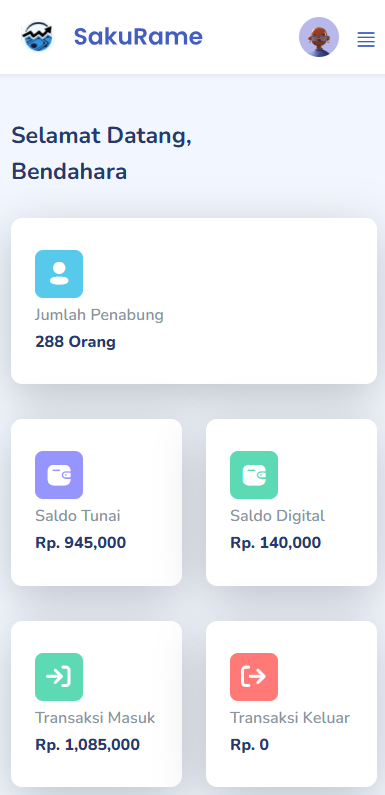 SakuRame
Selamat Datang,
Bendahara
Jumlah Penabung
288 Orang
Saldo Tunai
Rp. 945,000
Saldo Digital
Rp. 140,000
Transaksi Masuk
Rp. 1,085,000
Transaksi Keluar
Rp. 0